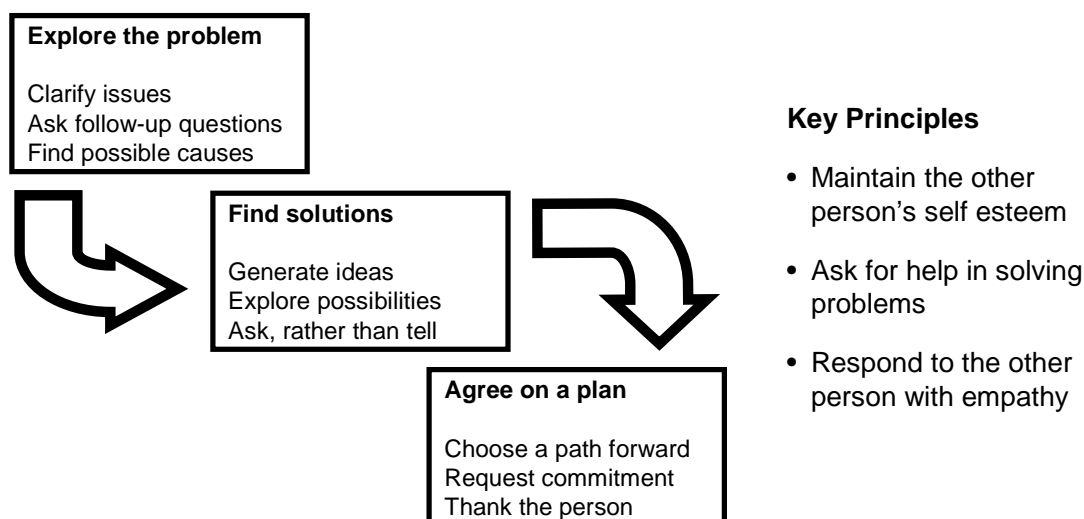 Explore the problem
Clarify issues
Ask follow-up questions
Find possible causes
Find solutions
Generate ideas
Explore possibilities
Ask, rather than tell
Agree on a plan
Choose a path forward
Request commitment
Thank the person
Key Principles
• Maintain the other
person's self esteem
• Ask for help in solving
problems
• Respond to the other
person with empathy